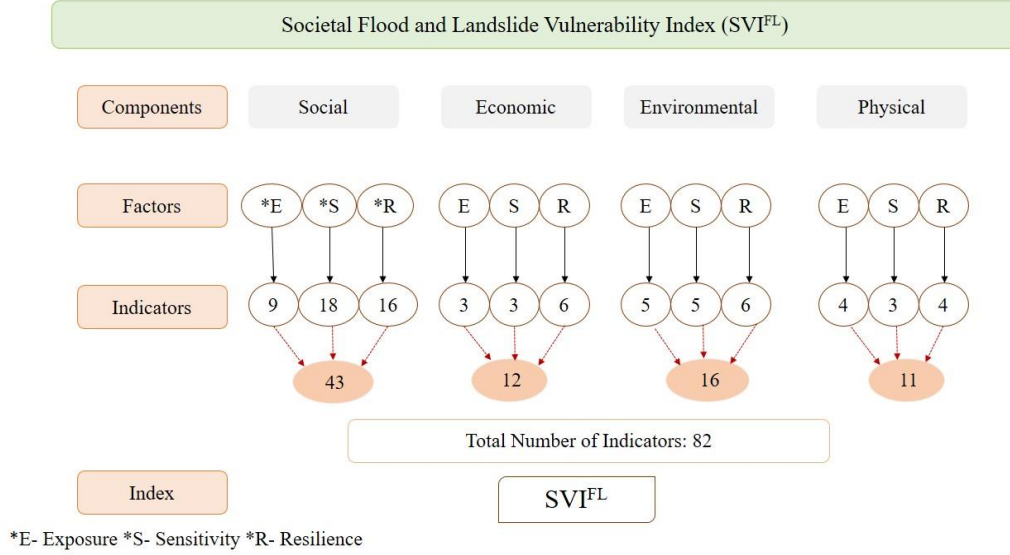 Societal Flood and Landslide Vulnerability Index (SVI^FL)
Components Social Economic Environmental Physical
Factors *E *S *R E S R E S R E S R
Indicators 9 18 16 3 3 6 5 5 6 4 3 4
43 12 16 11
Total Number of Indicators: 82
Index SVI^FL
*E- Exposure *S- Sensitivity *R- Resilience